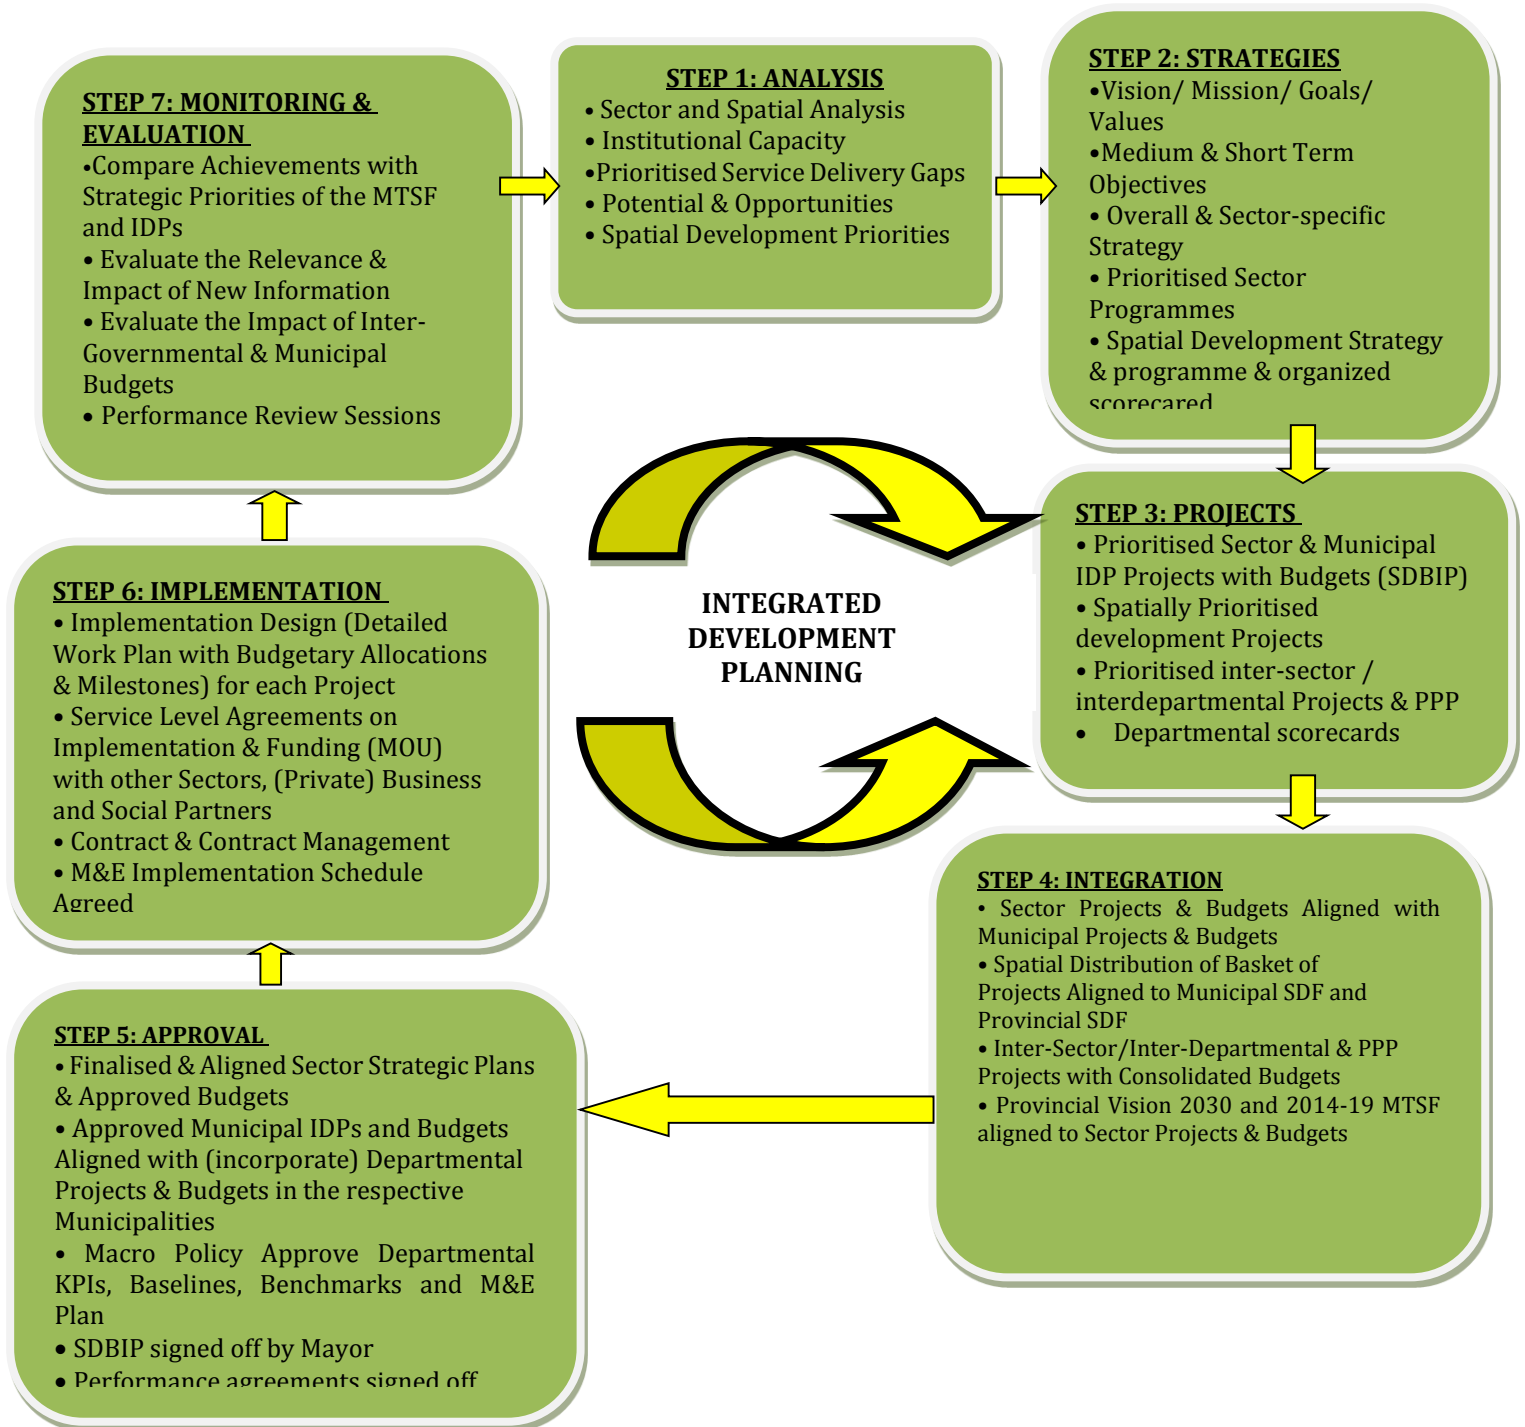 STEP 1: ANALYSIS
• Sector and Spatial Analysis
• Institutional Capacity
•Prioritised Service Delivery Gaps
• Potential & Opportunities
• Spatial Development Priorities
STEP 2: STRATEGIES
•Vision/ Mission/ Goals/
Values
•Medium & Short Term
Objectives
• Overall & Sector-specific
Strategy
• Prioritised Sector
Programmes
• Spatial Development Strategy
& programme & organized
scorecared
STEP 3: PROJECTS
• Prioritised Sector & Municipal
IDP Projects with Budgets (SDBIP)
• Spatially Prioritised
development Projects
• Prioritised inter-sector /
interdepartmental Projects & PPP
• Departmental scorecards
STEP 4: INTEGRATION
• Sector Projects & Budgets Aligned with
Municipal Projects & Budgets
• Spatial Distribution of Basket of
Projects Aligned to Municipal SDF and
Provincial SDF
• Inter-Sector/Inter-Departmental & PPP
Projects with Consolidated Budgets
• Provincial Vision 2030 and 2014-19 MTSF
aligned to Sector Projects & Budgets
STEP 5: APPROVAL
• Finalised & Aligned Sector Strategic Plans
& Approved Budgets
• Approved Municipal IDPs and Budgets
Aligned with (incorporate) Departmental
Projects & Budgets in the respective
Municipalities
• Macro Policy Approve Departmental
KPIs, Baselines, Benchmarks and M&E
Plan
• SDBIP signed off by Mayor
• Performance agreements signed off
STEP 6: IMPLEMENTATION
• Implementation Design (Detailed
Work Plan with Budgetary Allocations
& Milestones) for each Project
• Service Level Agreements on
Implementation & Funding (MOU)
with other Sectors, (Private) Business
and Social Partners
• Contract & Contract Management
• M&E Implementation Schedule
Agreed
STEP 7: MONITORING &
EVALUATION
•Compare Achievements with
Strategic Priorities of the MTSF
and IDPs
• Evaluate the Relevance &
Impact of New Information
• Evaluate the Impact of Inter-
Governmental & Municipal
Budgets
• Performance Review Sessions
INTEGRATED
DEVELOPMENT
PLANNING